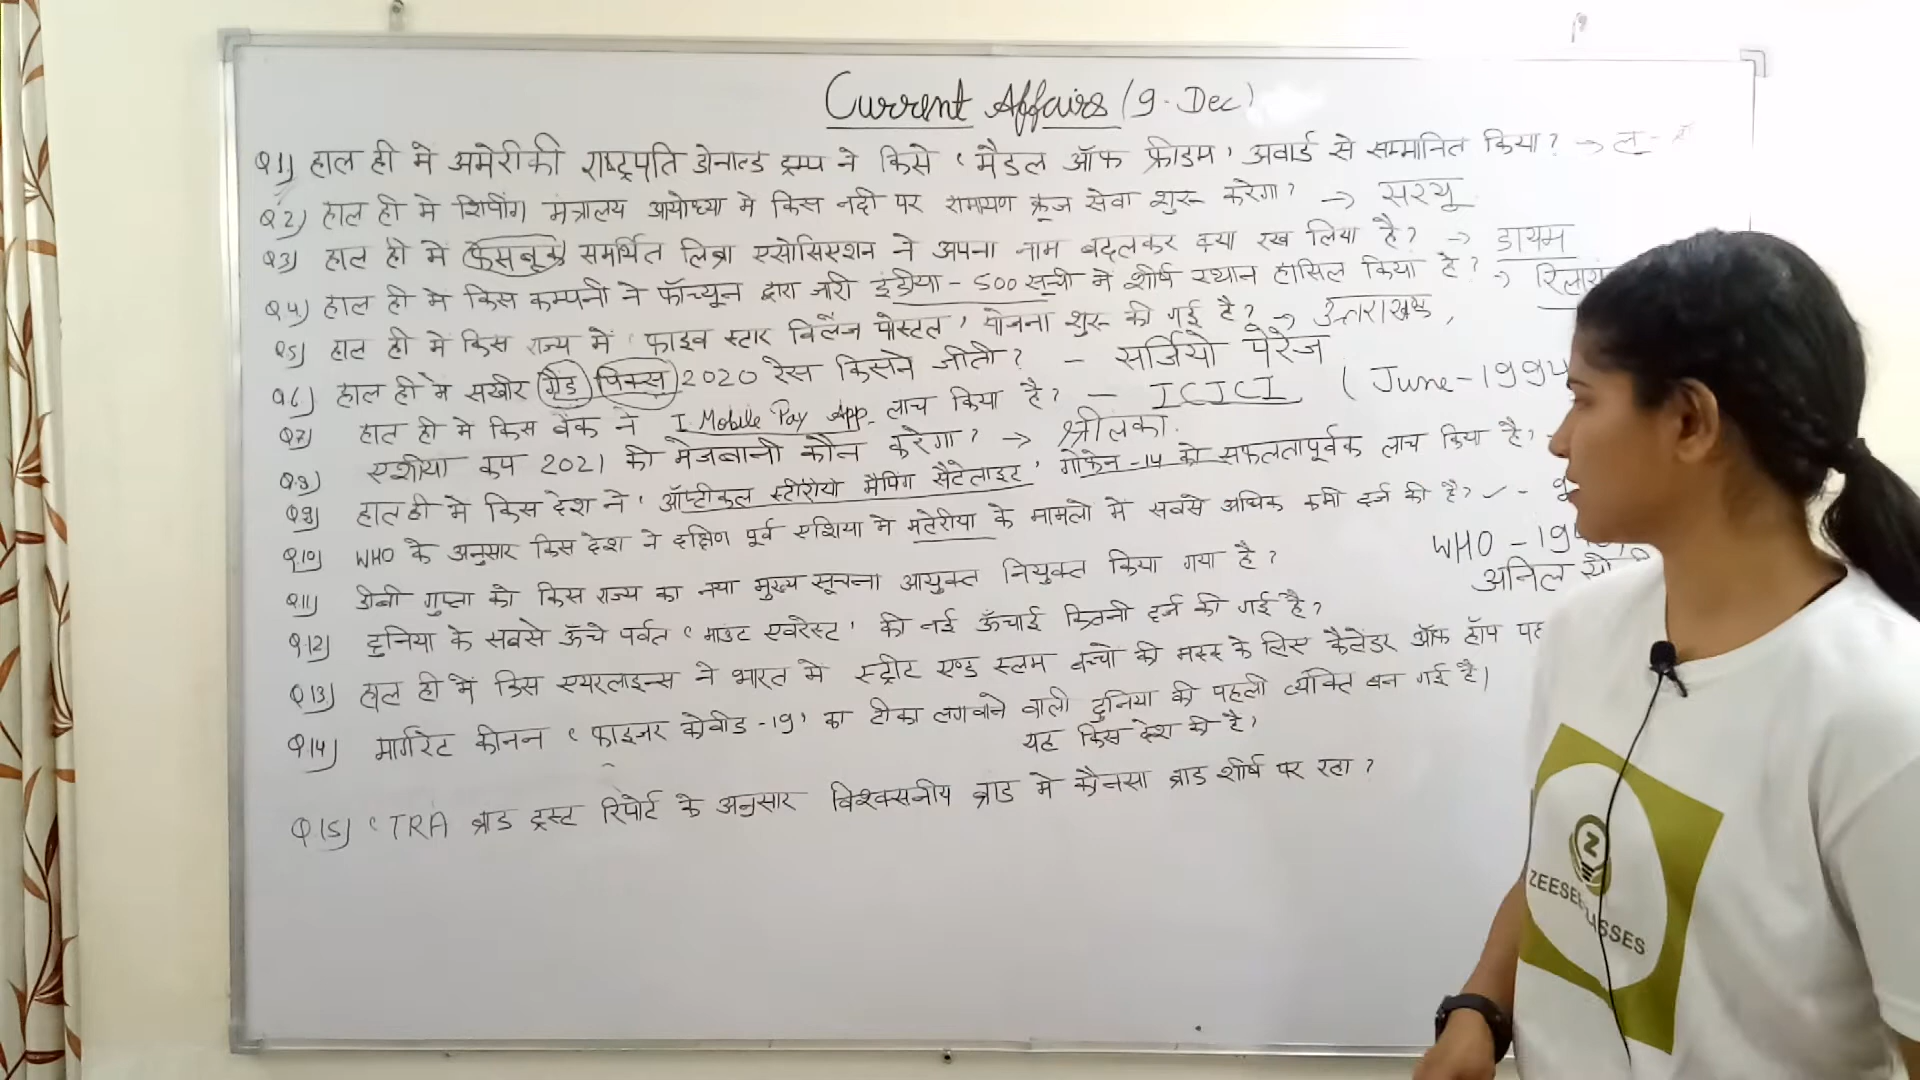 Current Affairs (9. Dec)
Q1) हाल ही मे अमेरीकी राष्ट्रपति डोनाल्ड ट्रम्प ने किसे ‘मैडल ऑफ फ्रीडम’ अवार्ड से सम्मानित किया? →
Q2) हाल ही मे शिपींग मंत्रालय आयोध्या मे किस नदी पर रामायण क्रूज सेवा शुरू करेगा? → सरयू
Q3) हाल ही मे फेसबुक समर्थित लिब्रा एसोसिएशन ने अपना नाम बदलकर क्या रख लिया है? → डायम
Q4) हाल ही मे किस कम्पनी ने फॉच्यून द्वारा जारी इंडीया - 500 सूची मे शीर्ष स्थान हासिल किया है? →
Q5) हाल ही मे किस राज्य में ‘फाइव स्टार विलेज पोस्टल’ योजना शुरू की गई है? → उत्तराखंड,
Q6) हाल ही मे सखीर ग्रैंड प्रिक्स 2020 रेस किसने जीती? - सर्जियो पेरेज
Q7) हाल ही मे किस बैंक ने I Mobile Pay App लाच किया है? - ICICI (June-1994
Q8) एशीया कप 2021 की मेजबानी कौन करेगा? → श्रीलंका.
Q9) हाल ही मे किस देश ने ‘ऑप्टीकल स्टीरीयो मैपिंग सैटेलाइट’ गोफेन-14 को सफलतापूर्वक लाच किया है?
Q10) WHO के अनुसार किस देश ने दक्षिण पूर्व एशिया मे मलेरीया के मामलो मे सबसे अधिक कमी दर्ज की है? -
WHO -
Q11) डोबी गुप्ता को किस राज्य का नया मुख्य सूचना आयुक्त नियुक्त किया गया है?
अनिल
Q12) दुनिया के सबसे ऊँचे पर्वत ‘माउंट एवरेस्ट’ की नई ऊँचाई कितनी दर्ज की गई है?
Q13) हाल ही में किस एयरलाइन्स ने भारत मे स्ट्रीट एण्ड स्लम बच्चो की मदद के लिए कैलेंडर ऑफ हॉप
Q14) मार्गरेट कीनन ‘फाइजर कोवीड-19’ का टीका लगवाने वाली दुनिया की पहली व्यक्ति बन गई है।
यह किस देश की है?
Q15) ‘TRA ब्राड ट्रस्ट रिपोर्ट के अनुसार विश्वसनीय ब्राड मे कौनसा ब्राड शीर्ष पर रहा?
Z